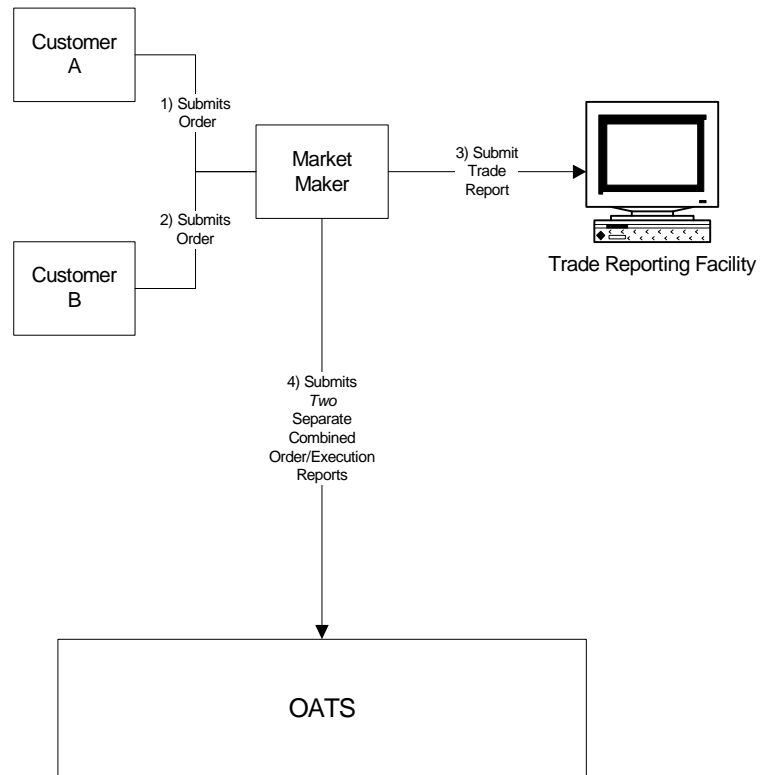 Customer
A
1) Submits
Order
Market
Maker
3) Submit
Trade
Report
2) Submits
Order
Customer
B
Trade Reporting Facility
4) Submits
Two
Separate
Combined
Order/Execution
Reports
OATS